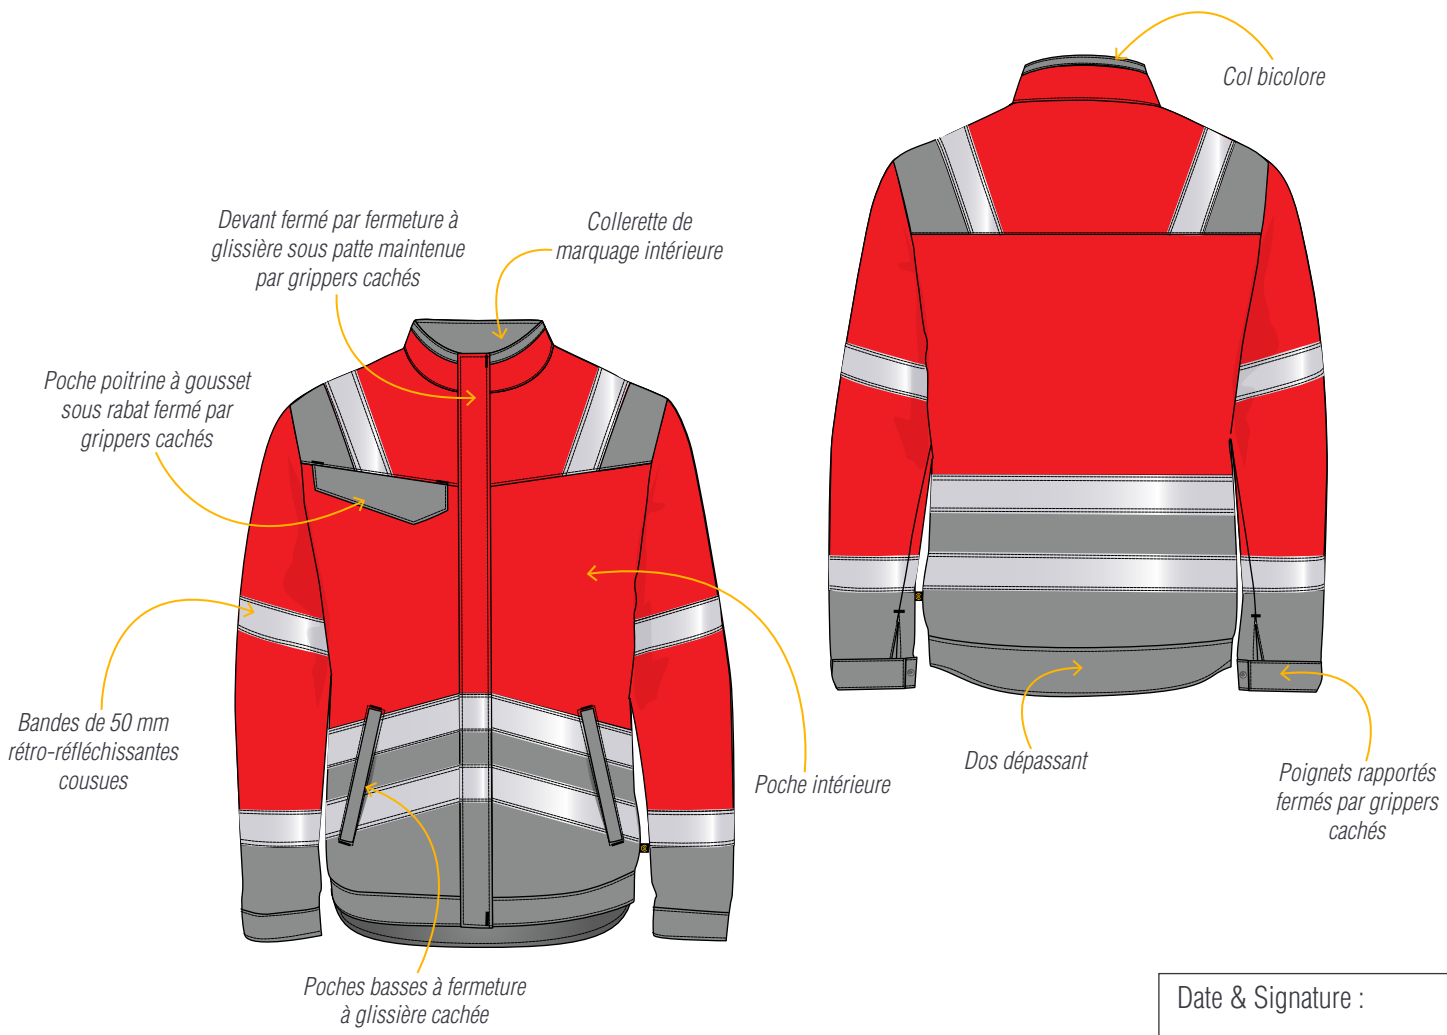 Col bicolore
Devant fermé par fermeture à
glissière sous patte maintenue
par grippers cachés
Collerette de
marquage intérieure
Poche poitrine à gousset
sous rabat fermé par
grippers cachés
Bandes de 50 mm
rétro-réfléchissantes
cousues
Poche intérieure
Dos dépassant
Poignets rapportés
fermés par grippers
cachés
Poches basses à fermeture
à glissière cachée
Date & Signature :